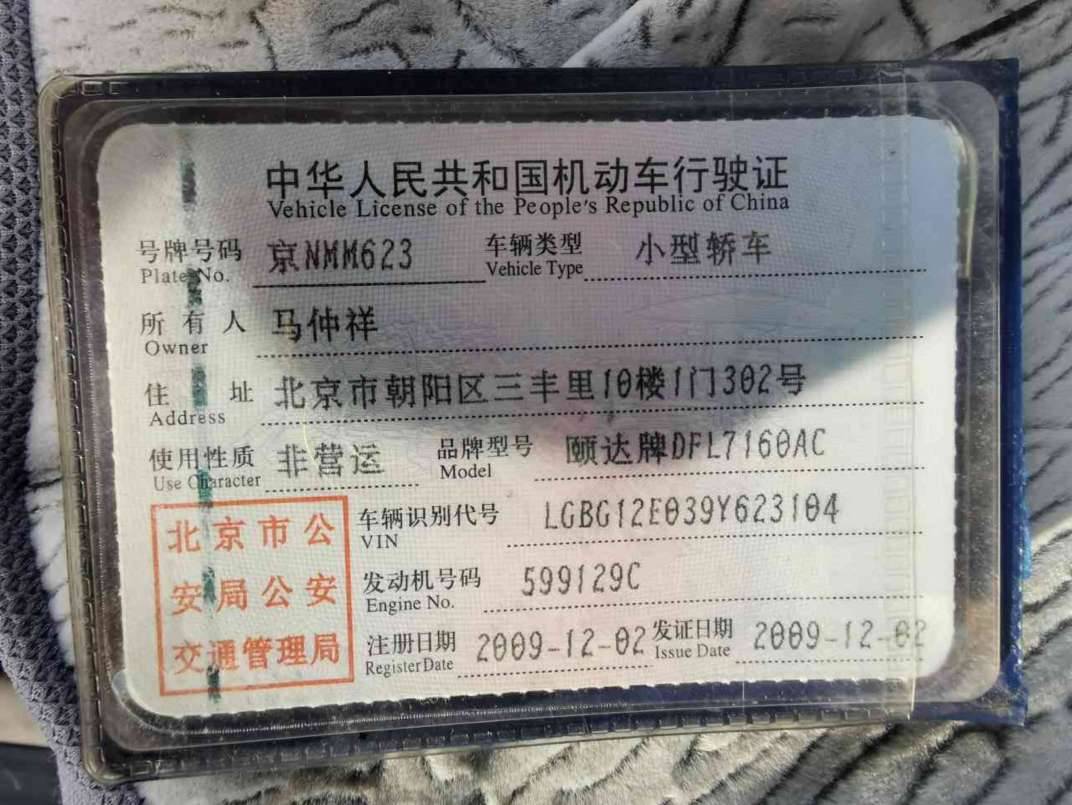 中华人民共和国机动车行驶证
Vehicle License of the People's Republic of China
号牌号码 京NMM623 车辆类型 小型轿车
Plate No. Vehicle Type
所有人 马仲祥
Owner
住址 北京市朝阳区三丰里10楼1门302号
Address
使用性质 非营运 品牌型号 颐达牌DFL7160AC
Use Character Model
车辆识别代号 LGBG12E039Y623104
VIN
发动机号码 599129C
Engine No.
注册日期 2009-12-02 发证日期 2009-12-02
Register Date Issue Date
北京市公
安局公安
交通管理局